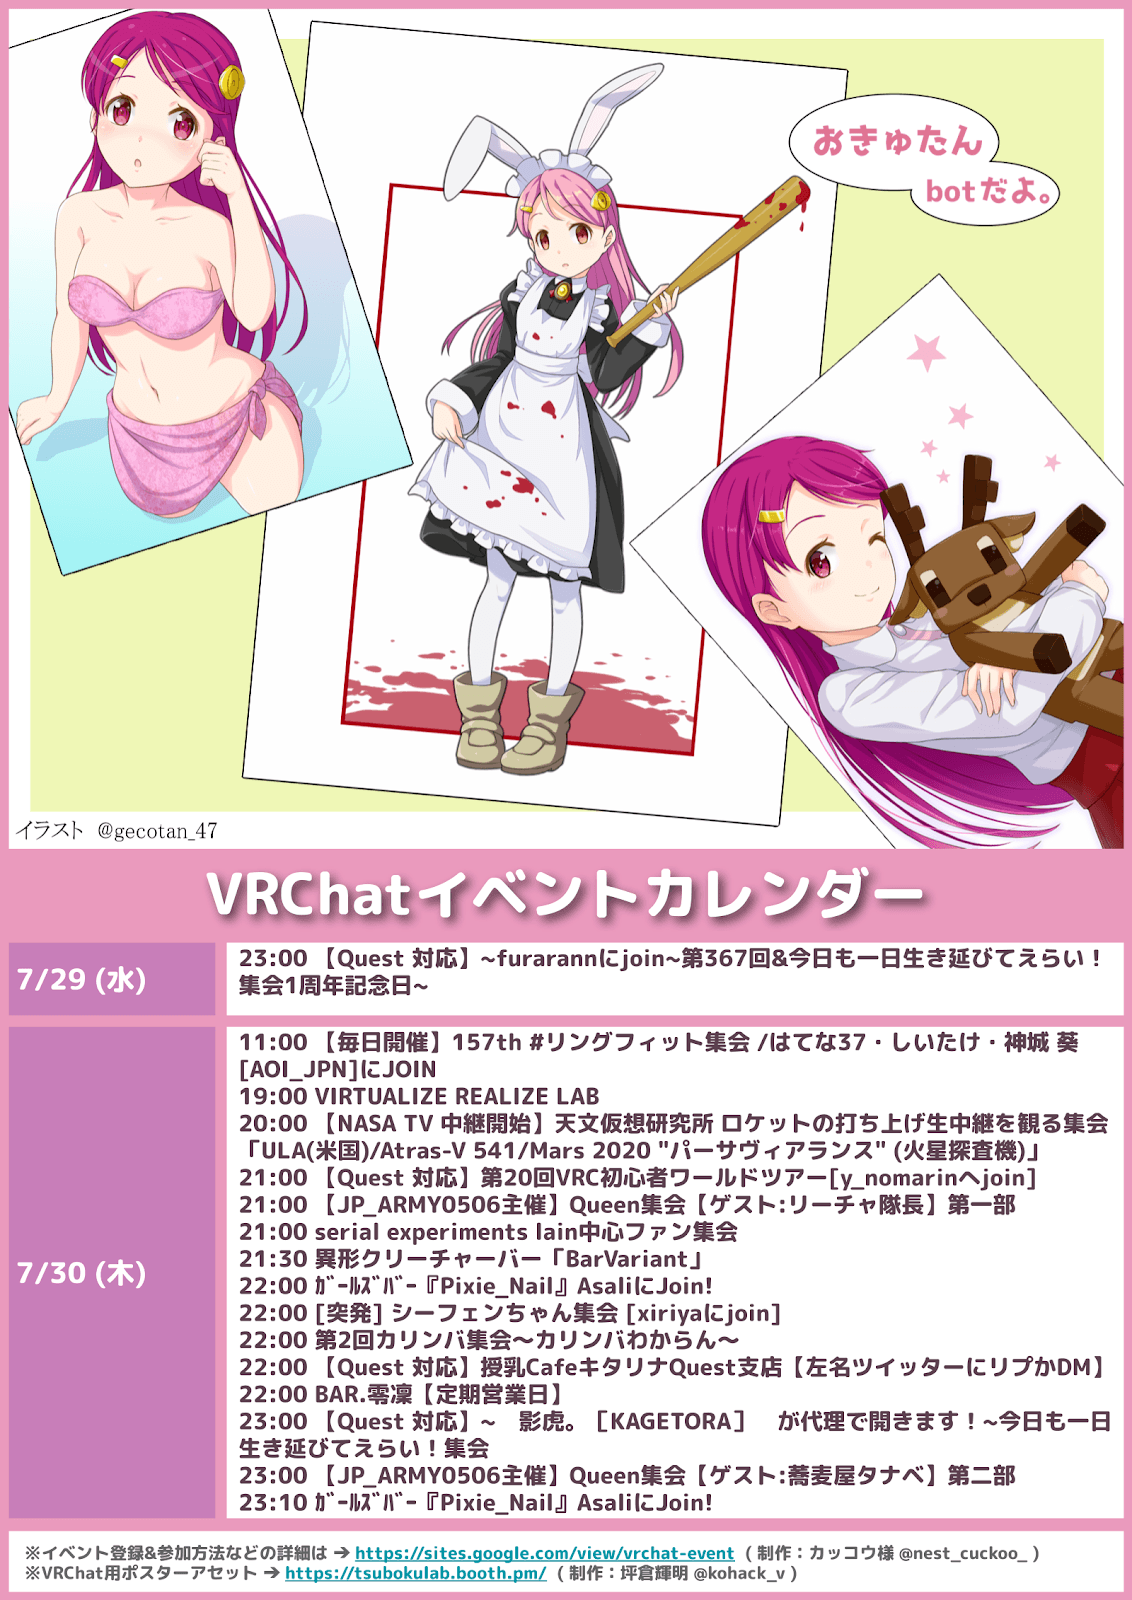 おきゅたん
botだよ。
イラスト @gecotan_47
VRChatイベントカレンダー
7/29 (水)
23:00 【Quest 対応】~furarannにjoin~第367回&今日も一日生き延びてえらい！
集会1周年記念日~
7/30 (木)
11:00 【毎日開催】157th #リングフィット集会 /はてな37・しいたけ・神城 葵
[AOI_JPN]にJOIN
19:00 VIRTUALIZE REALIZE LAB
20:00 【NASA TV 中継開始】天文仮想研究所 ロケットの打ち上げ生中継を観る集会
「ULA(米国)/Atras-V 541/Mars 2020 "パーサヴィアランス" (火星探査機)」
21:00 【Quest 対応】第20回VRC初心者ワールドツアー[y_nomarinへjoin]
21:00 【JP_ARMY0506主催】Queen集会【ゲスト:リーチャ隊長】第一部
21:00 serial experiments lain中心ファン集会
21:30 異形クリーチャーバー「BarVariant」
22:00 ｶﾞｰﾙｽﾞﾊﾞｰ『Pixie_Nail』AsaliにJoin!
22:00 [突発] シーフェンちゃん集会 [xiriyaにjoin]
22:00 第2回カリンバ集会～カリンバわからん～
22:00 【Quest 対応】授乳CafeキタリナQuest支店【左名ツイッターにリプかDM】
22:00 BAR.零凜【定期営業日】
23:00 【Quest 対応】~　影虎。［KAGETORA］　が代理で開きます！~今日も一日
生き延びてえらい！集会
23:00 【JP_ARMY0506主催】Queen集会【ゲスト:蕎麦屋タナベ】第二部
23:10 ｶﾞｰﾙｽﾞﾊﾞｰ『Pixie_Nail』AsaliにJoin!
※イベント登録&参加方法などの詳細は → https://sites.google.com/view/vrchat-event （ 制作：カッコウ様 @nest_cuckoo_ ）
※VRChat用ポスターアセット → https://tsubokulab.booth.pm/ （ 制作：坪倉輝明 @kohack_v ）